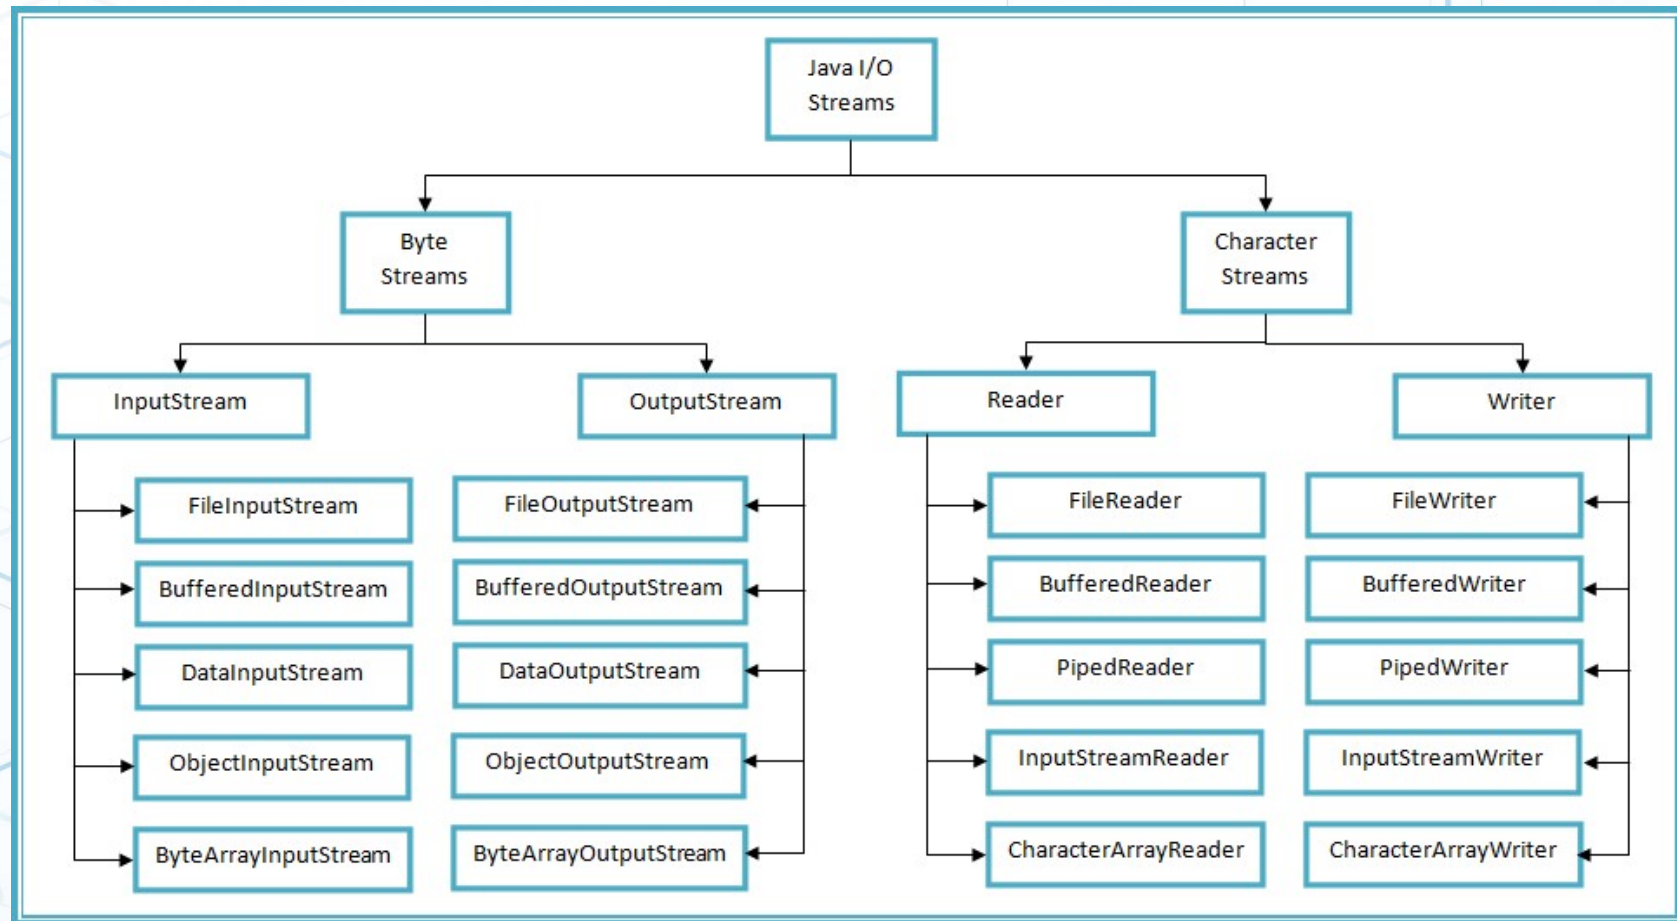 Java I/O
Streams
Byte
Streams
Character
Streams
InputStream
OutputStream
Reader
Writer
FileInputStream
FileOutputStream
FileReader
FileWriter
BufferedInputStream
BufferedOutputStream
BufferedReader
BufferedWriter
DataInputStream
DataOutputStream
PipedReader
PipedWriter
ObjectInputStream
ObjectOutputStream
InputStreamReader
InputStreamWriter
ByteArrayInputStream
ByteArrayOutputStream
CharacterArrayReader
CharacterArrayWriter